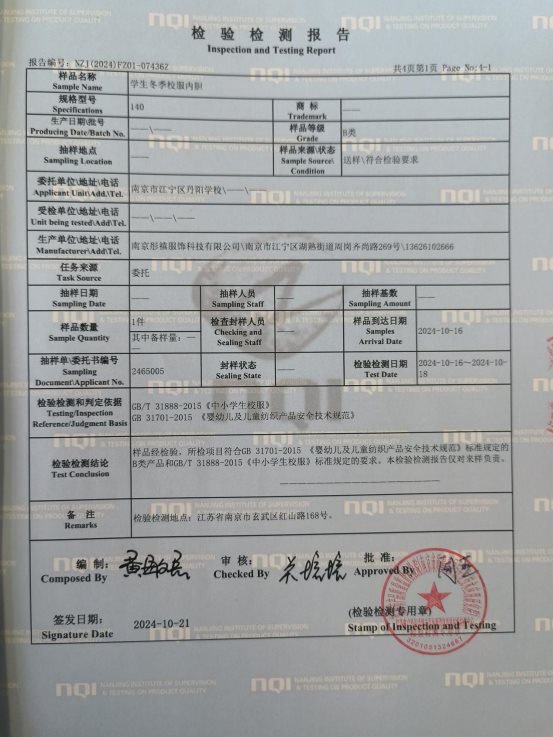 检 验 检 测 报 告
Inspection and Testing Report
报告编号: NZJ(2024)FZ01-07436Z
共4页第1页 Page No:4-1
样品名称
Sample Name
学生冬季校服内胆
规格型号
Specifications
140
商 标
Trademark
——
生产日期\批号
Producing Date/Batch No.
——\——
样品等级
Grade
B类
抽样地点
Sampling Location
——
样品来源\状态
Sample Source\
Condition
送样\符合检验要求
委托单位\地址\电话
Applicant Unit\Add.\Tel.
南京市江宁区丹阳学校\——\——
受检单位\地址\电话
Unit being tested\Add.\Tel.
——\——\——
生产单位\地址\电话
Manufacturer\Add\Tel.
南京彤禧服饰科技有限公司\南京市江宁区湖熟街道周岗齐尚路269号\13626102666
任务来源
Task Source
委托
抽样日期
Sampling Date
——
抽样人员
Sampling Staff
——
抽样基数
Sampling Amount
——
样品数量
Sample Quantity
1件
其中备样量: ——
检查封样人员
Checking and
Sealing Staff
——
样品到达日期
Samples
Arrival Date
2024-10-16
抽样单\委托书编号
Sampling
Document\Applicant No.
2465005
封样状态
Sealing State
——
检验检测日期
Test Date
2024-10-16~2024-10-
18
检验检测和判定依据
Testing/Inspection
Reference/Judgment Basis
GB/T 31888-2015《中小学生校服》
GB 31701-2015 《婴幼儿及儿童纺织产品安全技术规范》
检验检测结论
Test Conclusion
样品经检验, 所检项目符合GB 31701-2015 《婴幼儿及儿童纺织产品安全技术规范》标准规定的
B类产品和GB/T 31888-2015《中小学生校服》标准规定的要求。本检验检测报告仅对来样负责。
备 注
Remarks
检验检测地点: 江苏省南京市玄武区红山路168号。
编 制:
Composed By
审 核:
Checked By
批 准:
Approved By
签发日期:
Signature Date
2024-10-21
(检验检测专用章)
Stamp of Inspection and Testing
NQI
NANJING INSTITUTE OF SUPERVISION
& TESTING ON PRODUCT QUALITY